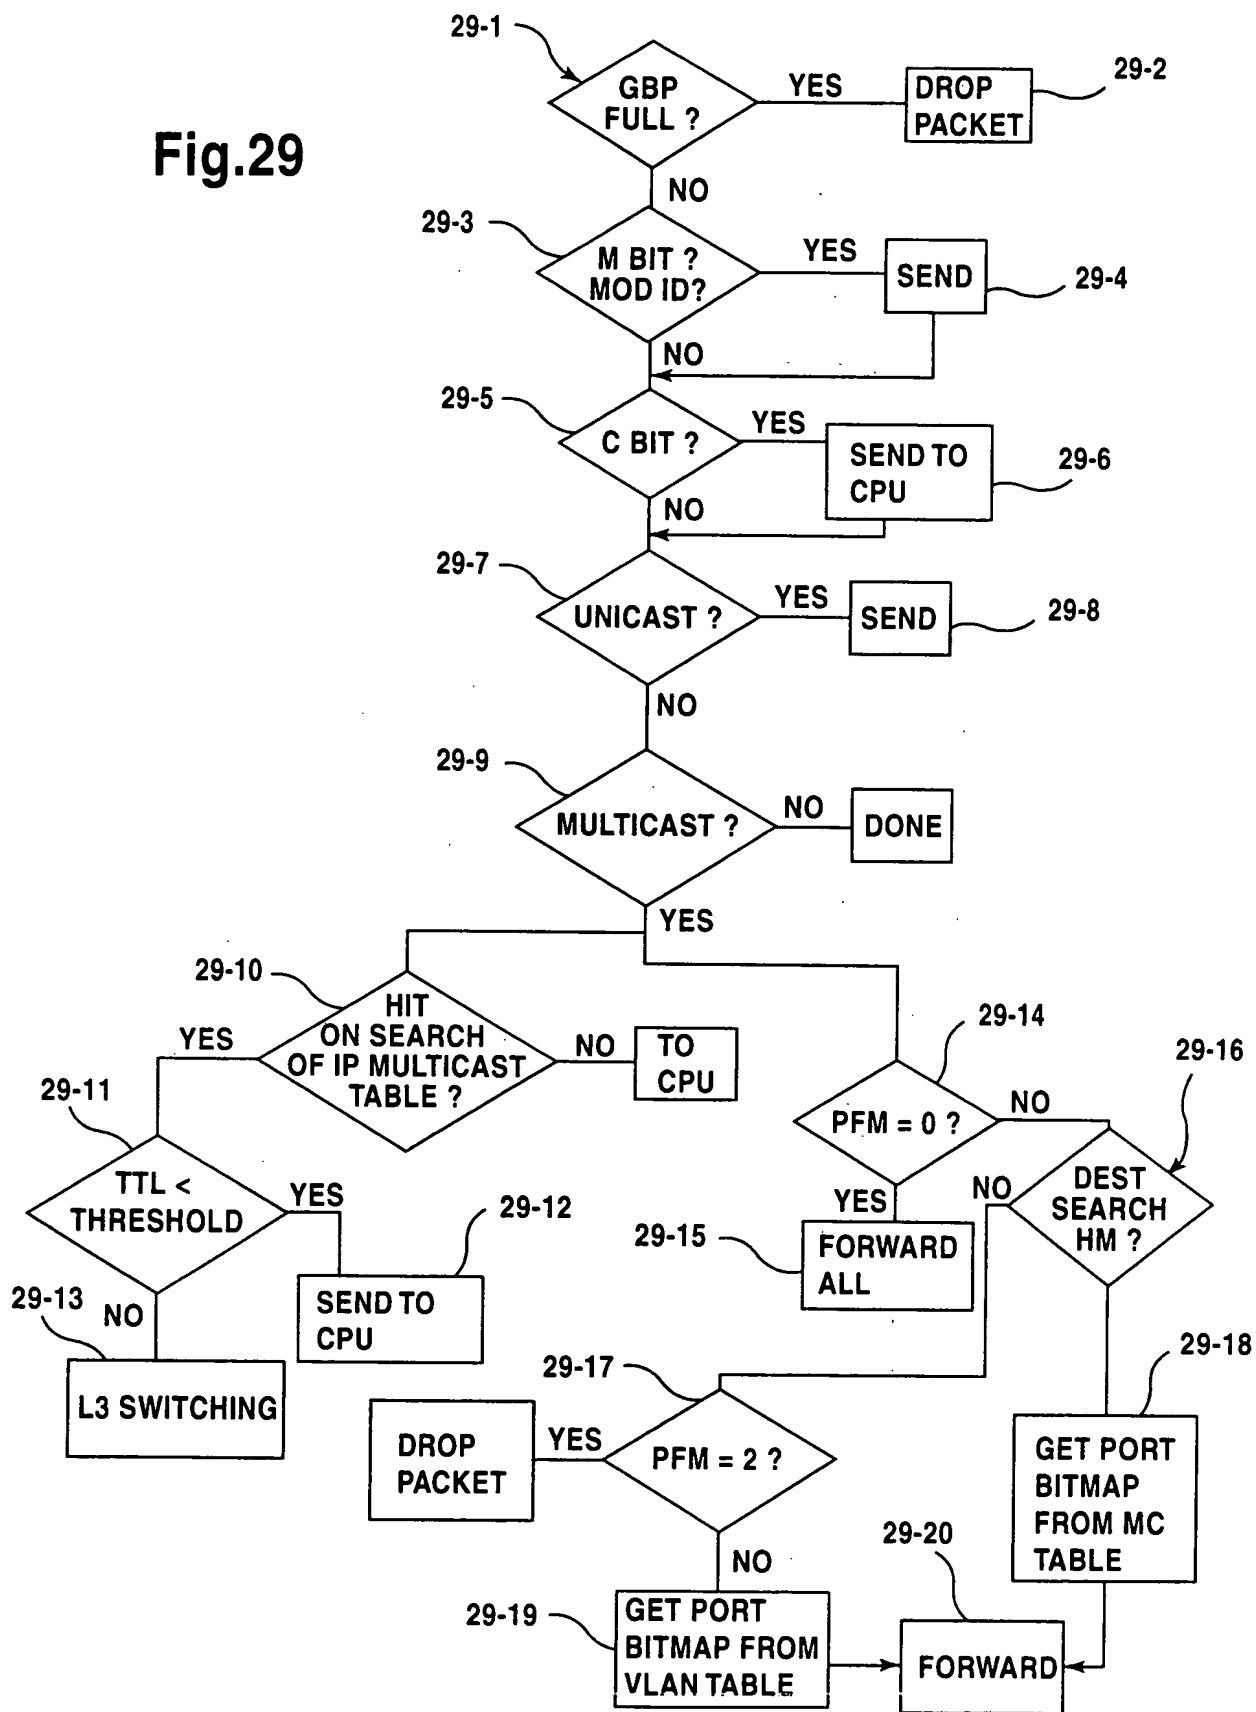 29-1
GBP
FULL ?
YES
DROP
PACKET
29-2
Fig.29
NO
29-3
M BIT ?
MOD ID?
YES
SEND
29-4
NO
29-5
C BIT ?
YES
SEND TO
CPU
29-6
NO
29-7
UNICAST ?
YES
SEND
29-8
NO
29-9
MULTICAST ?
NO
DONE
YES
29-10
HIT
ON SEARCH
OF IP MULTICAST
TABLE ?
YES
NO
TO
CPU
29-11
TTL <
THRESHOLD
YES
29-12
SEND TO
CPU
29-13
NO
L3 SWITCHING
29-14
PFM = 0 ?
NO
YES
29-15
FORWARD
ALL
29-16
DEST
SEARCH
HM ?
NO
29-17
PFM = 2 ?
YES
DROP
PACKET
NO
29-18
GET PORT
BITMAP
FROM MC
TABLE
29-19
GET PORT
BITMAP FROM
VLAN TABLE
29-20
FORWARD